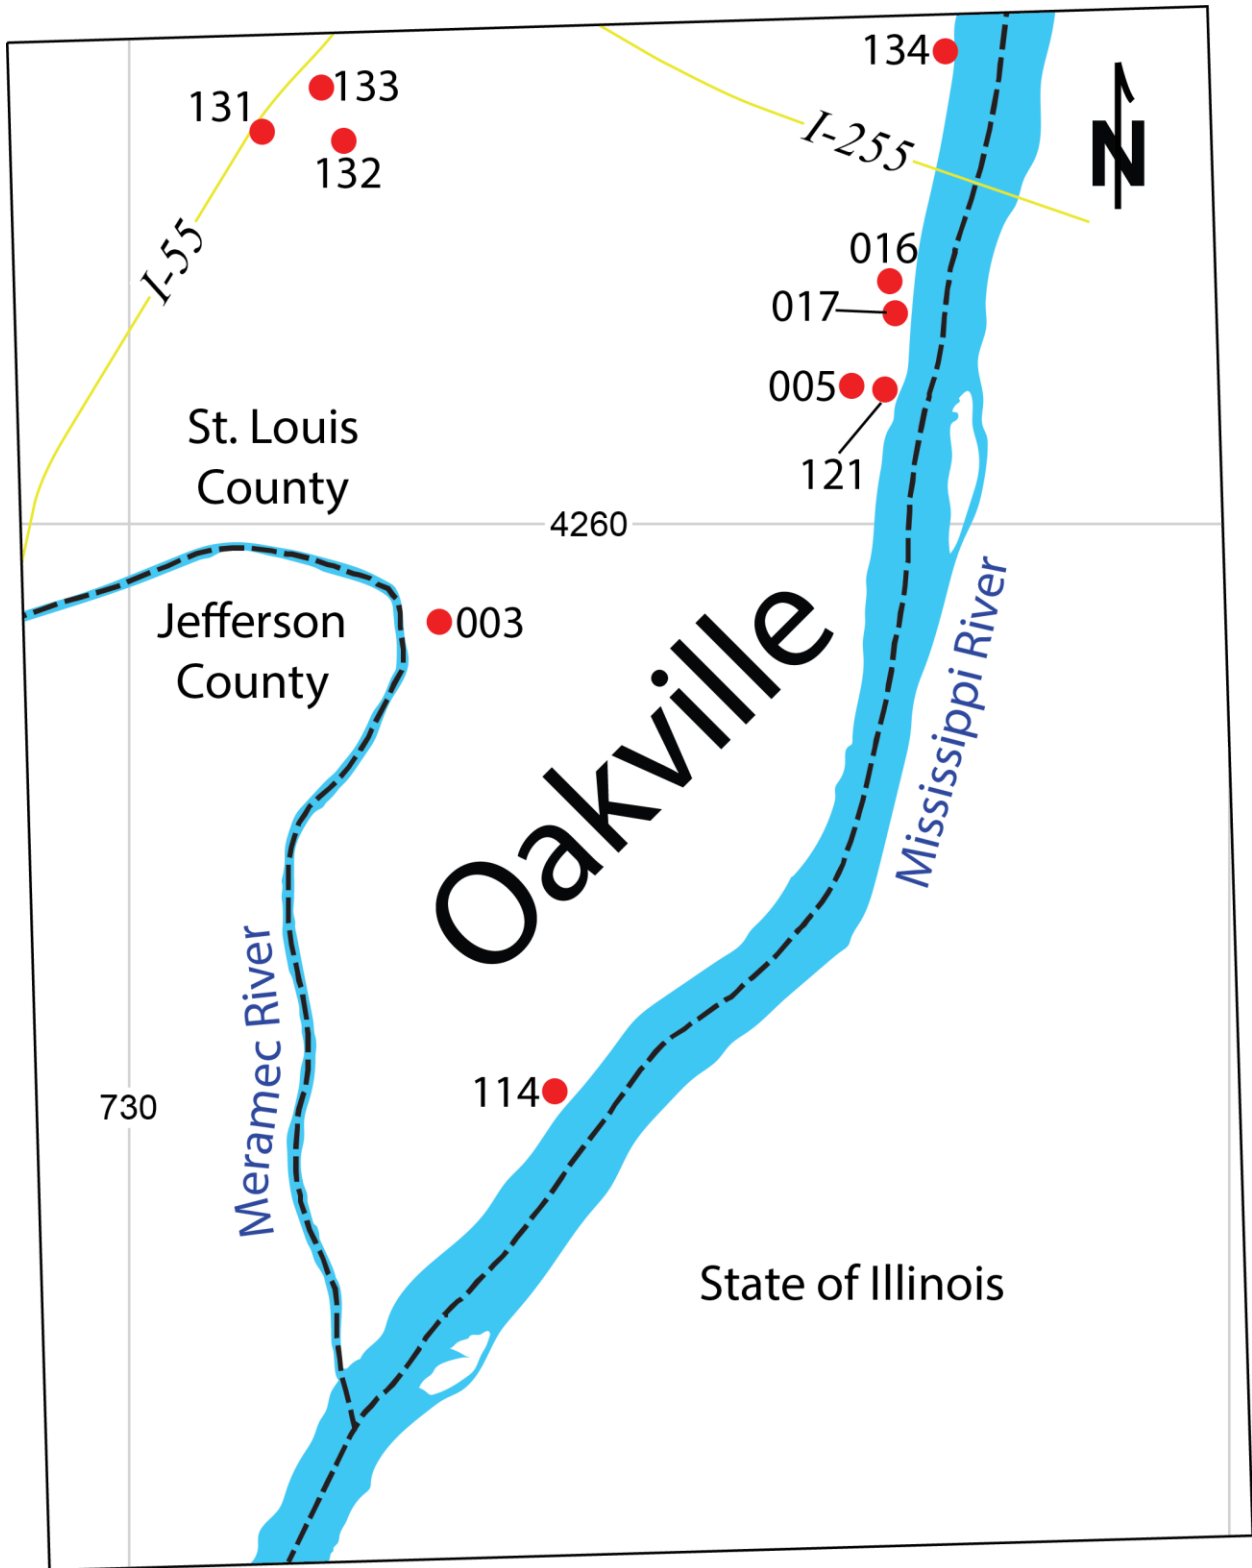 134
133
131
132
I-255
N
I-55
016
017
005
121
St. Louis
County
4260
Jefferson
County
003
Oakville
Mississippi River
Meramec River
114
730
State of Illinois